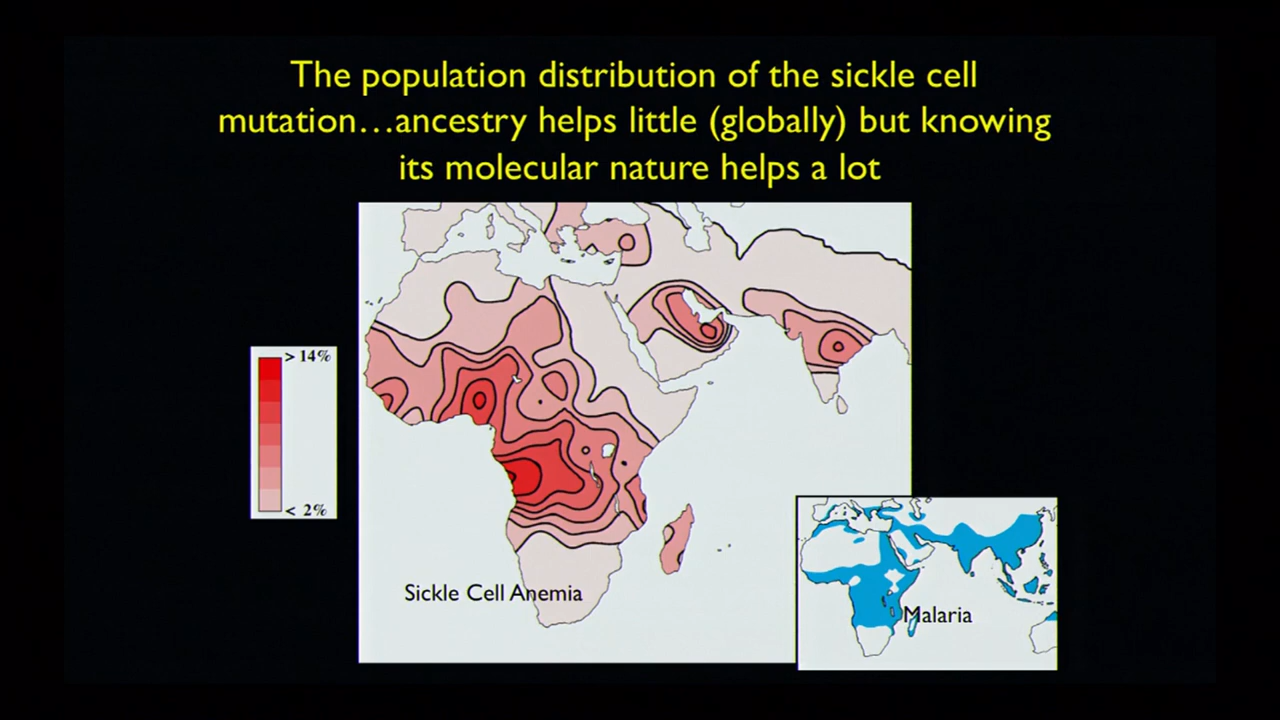 The population distribution of the sickle cell
mutation...ancestry helps little (globally) but knowing
its molecular nature helps a lot
> 14%
< 2%
Sickle Cell Anemia
Malaria